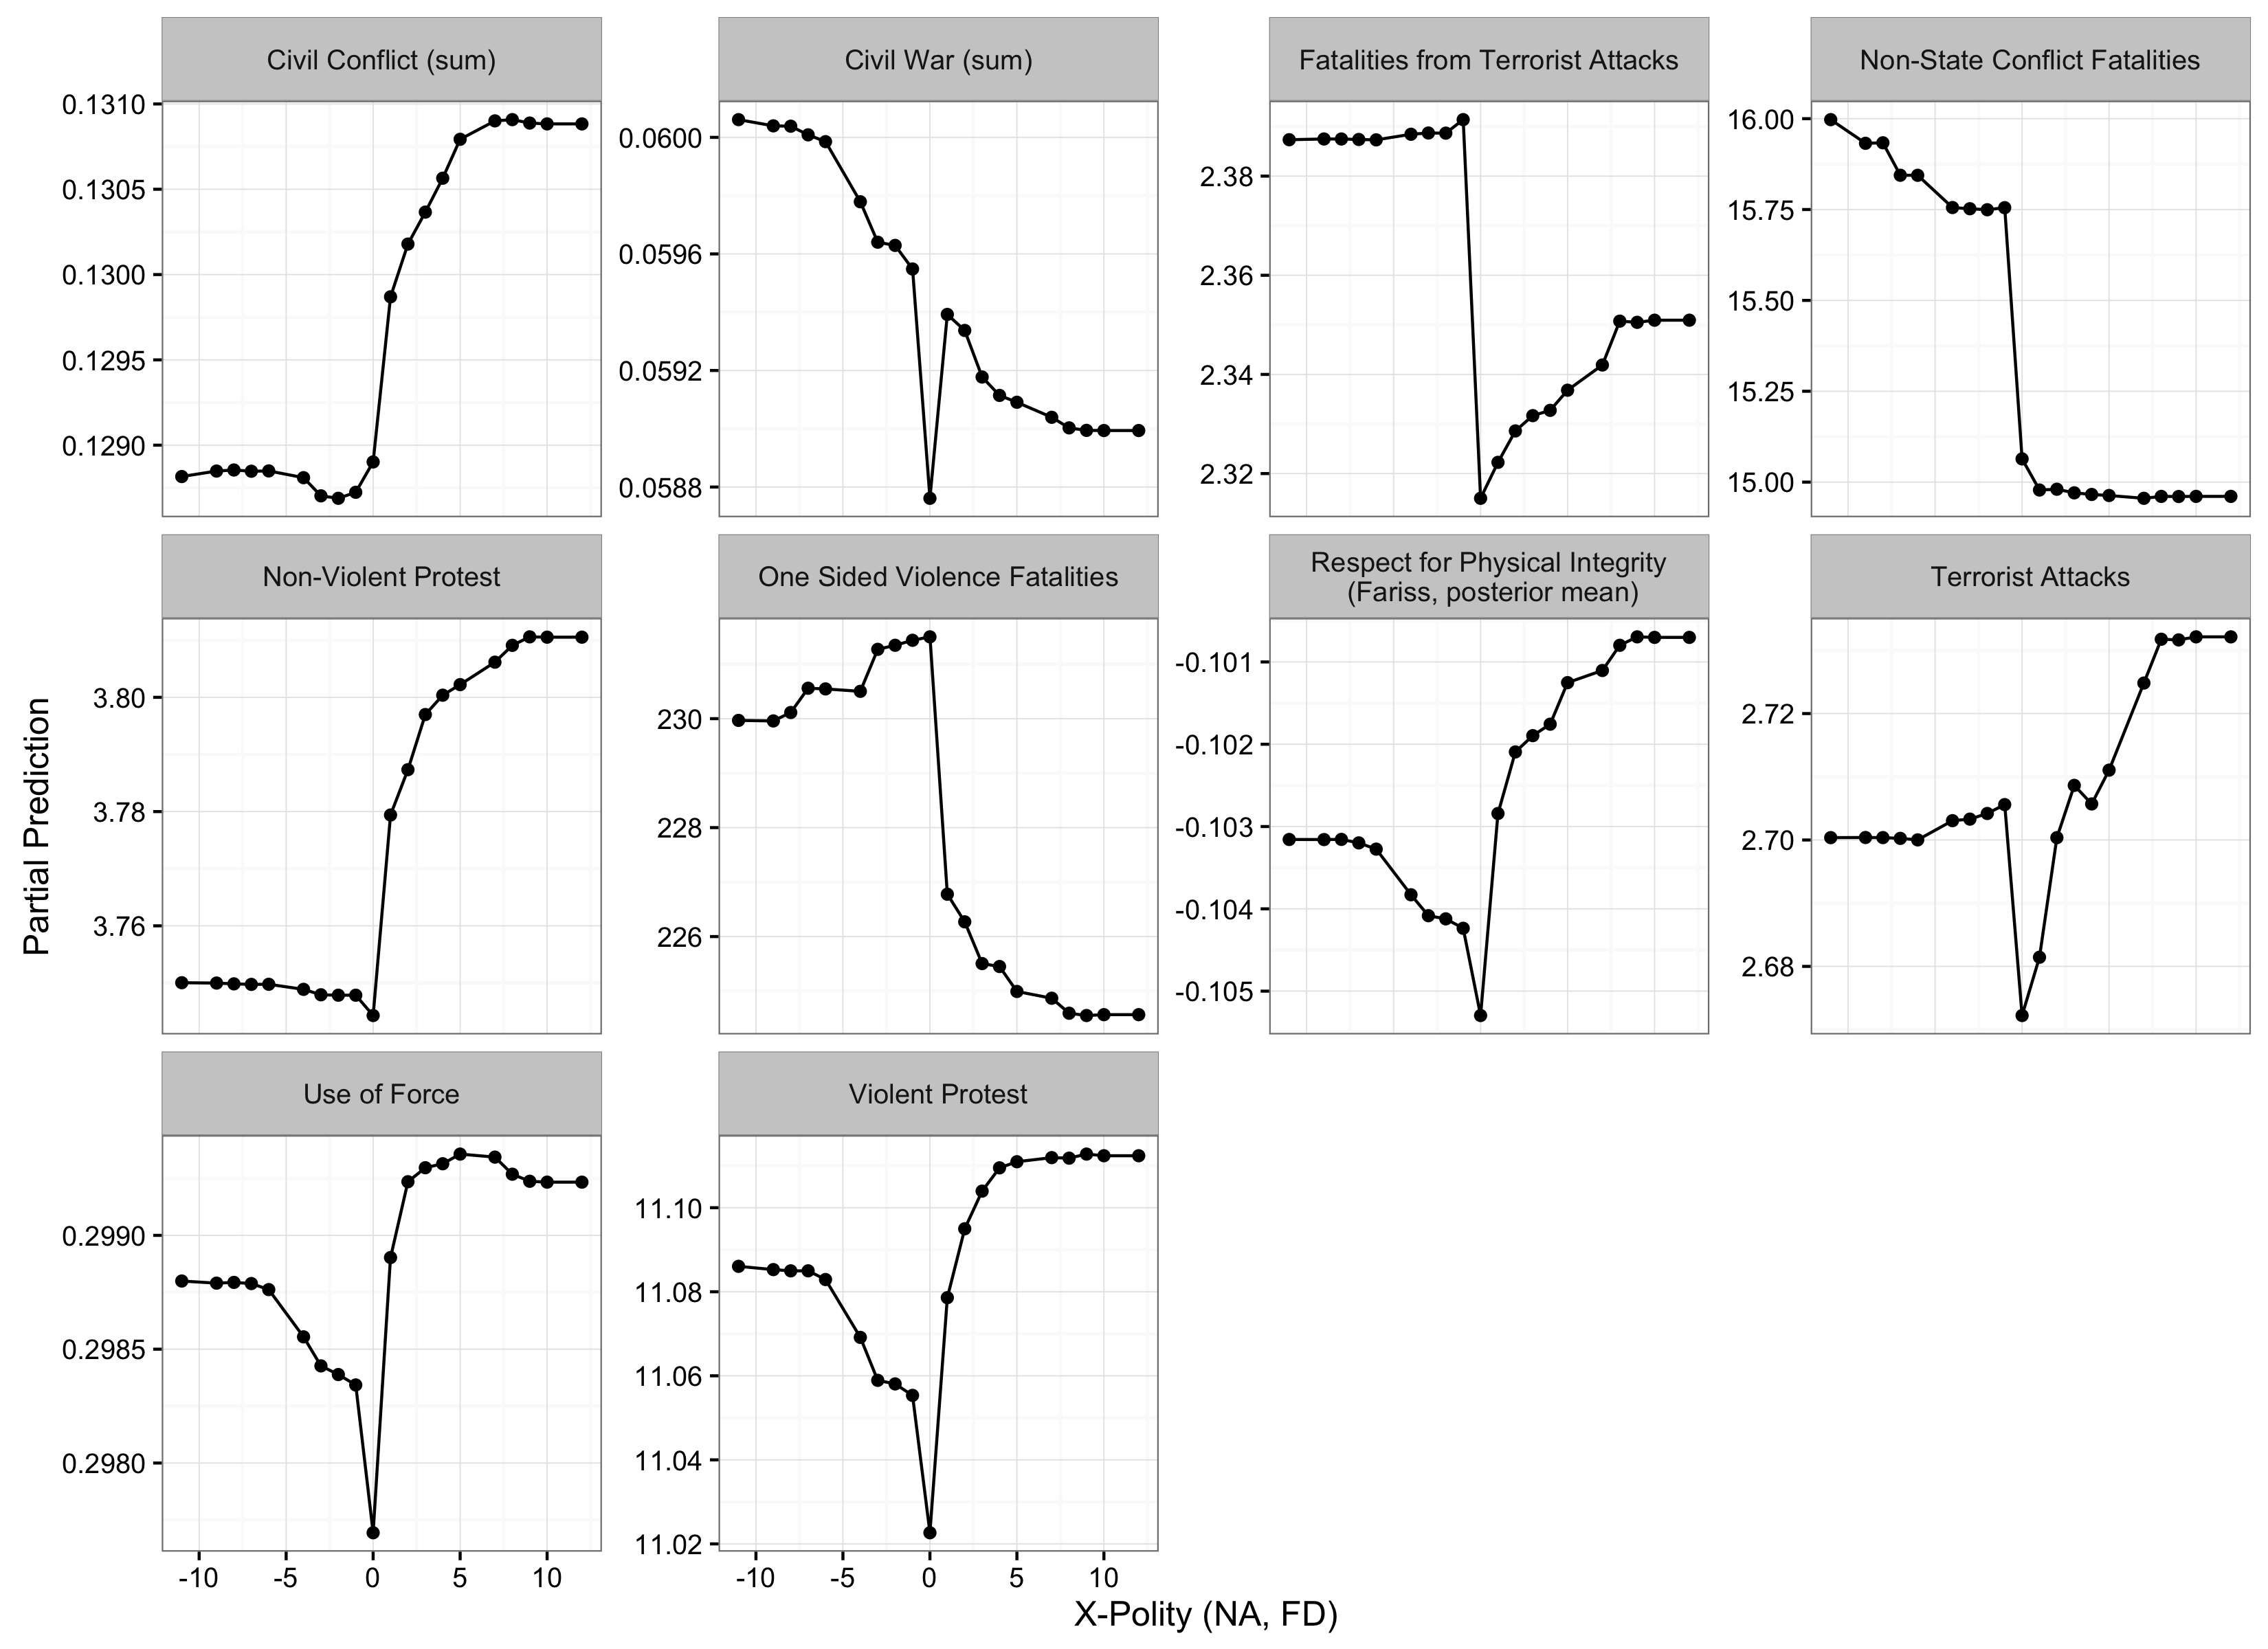 Civil Conflict (sum)
Civil War (sum)
Fatalities from Terrorist Attacks
Non-State Conflict Fatalities
0.1310
0.1305
0.1300
0.1295
0.1290
0.0600
0.0596
0.0592
0.0588
2.38
2.36
2.34
2.32
16.00
15.75
15.50
15.25
15.00
Non-Violent Protest
One Sided Violence Fatalities
Respect for Physical Integrity
(Fariss, posterior mean)
Terrorist Attacks
Partial Prediction
3.80
3.78
3.76
230
228
226
-0.101
-0.102
-0.103
-0.104
-0.105
2.72
2.70
2.68
Use of Force
Violent Protest
0.2990
0.2985
0.2980
11.10
11.08
11.06
11.04
11.02
-10 -5 0 5 10
-10 -5 0 5 10
X-Polity (NA, FD)